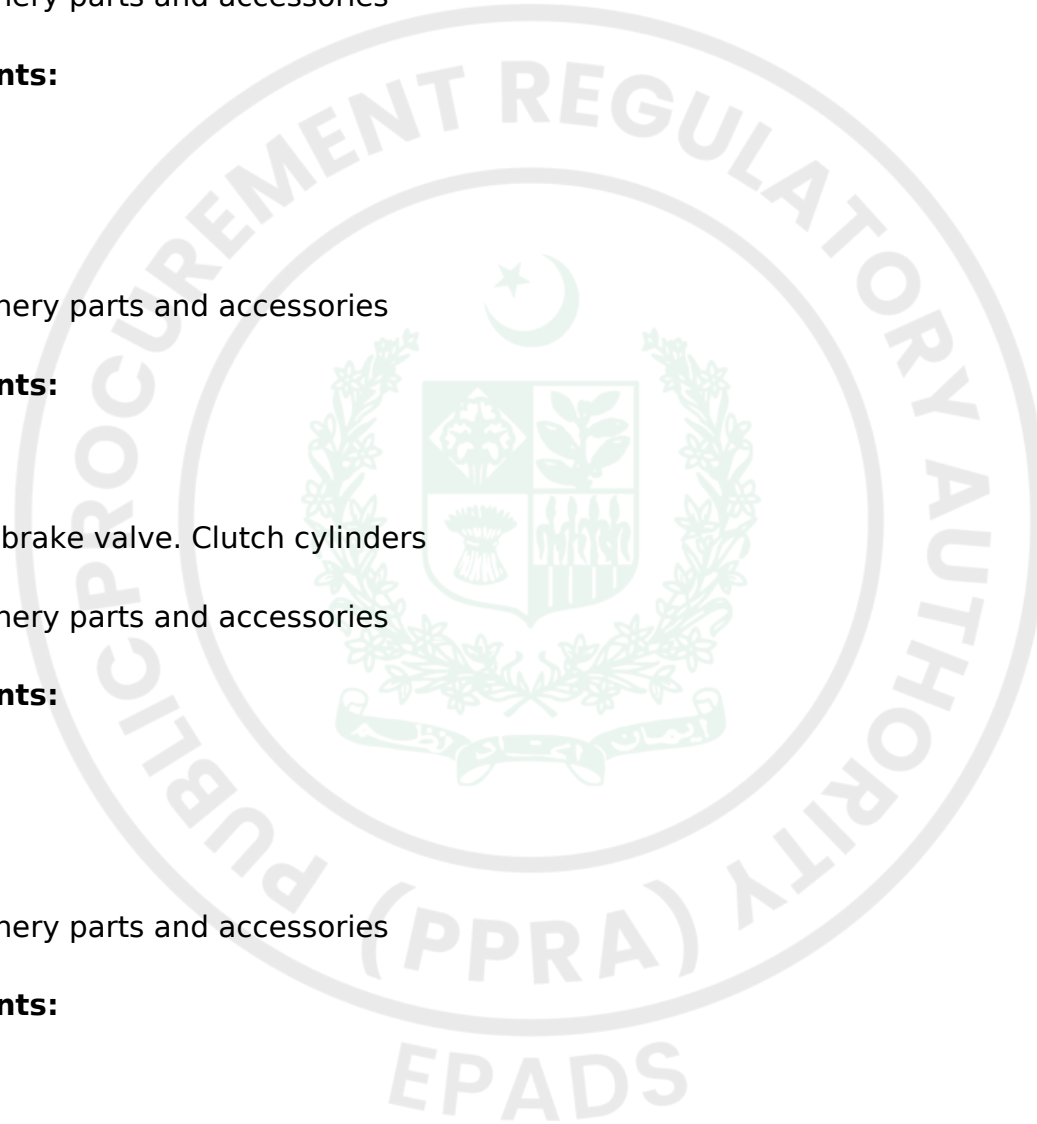 nery parts and accessories
nts:
nery parts and accessories
nts:
brake valve. Clutch cylinders
nery parts and accessories
nts:
nery parts and accessories
nts:
PUBLIC PROCUREMENT REGULATORY AUTHORITY
(PPRA)
EPADS